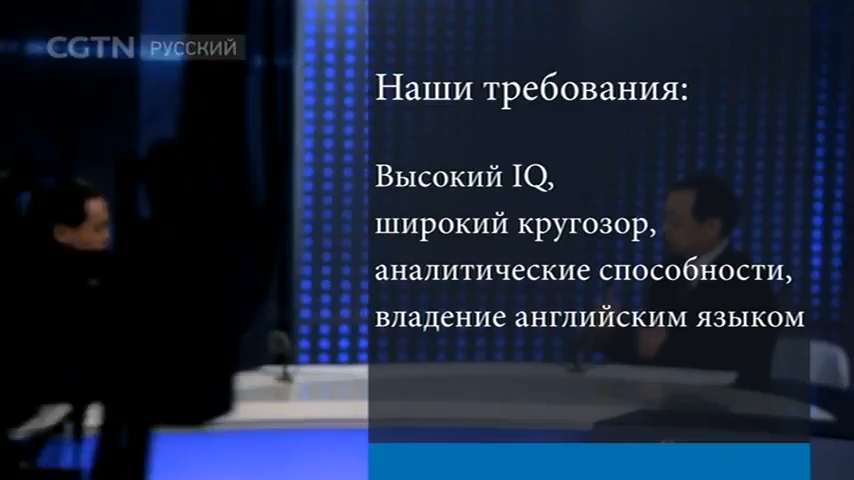 CGTN РУССКИЙ
Наши требования:
Высокий IQ,
широкий кругозор,
аналитические способности,
владение английским языком